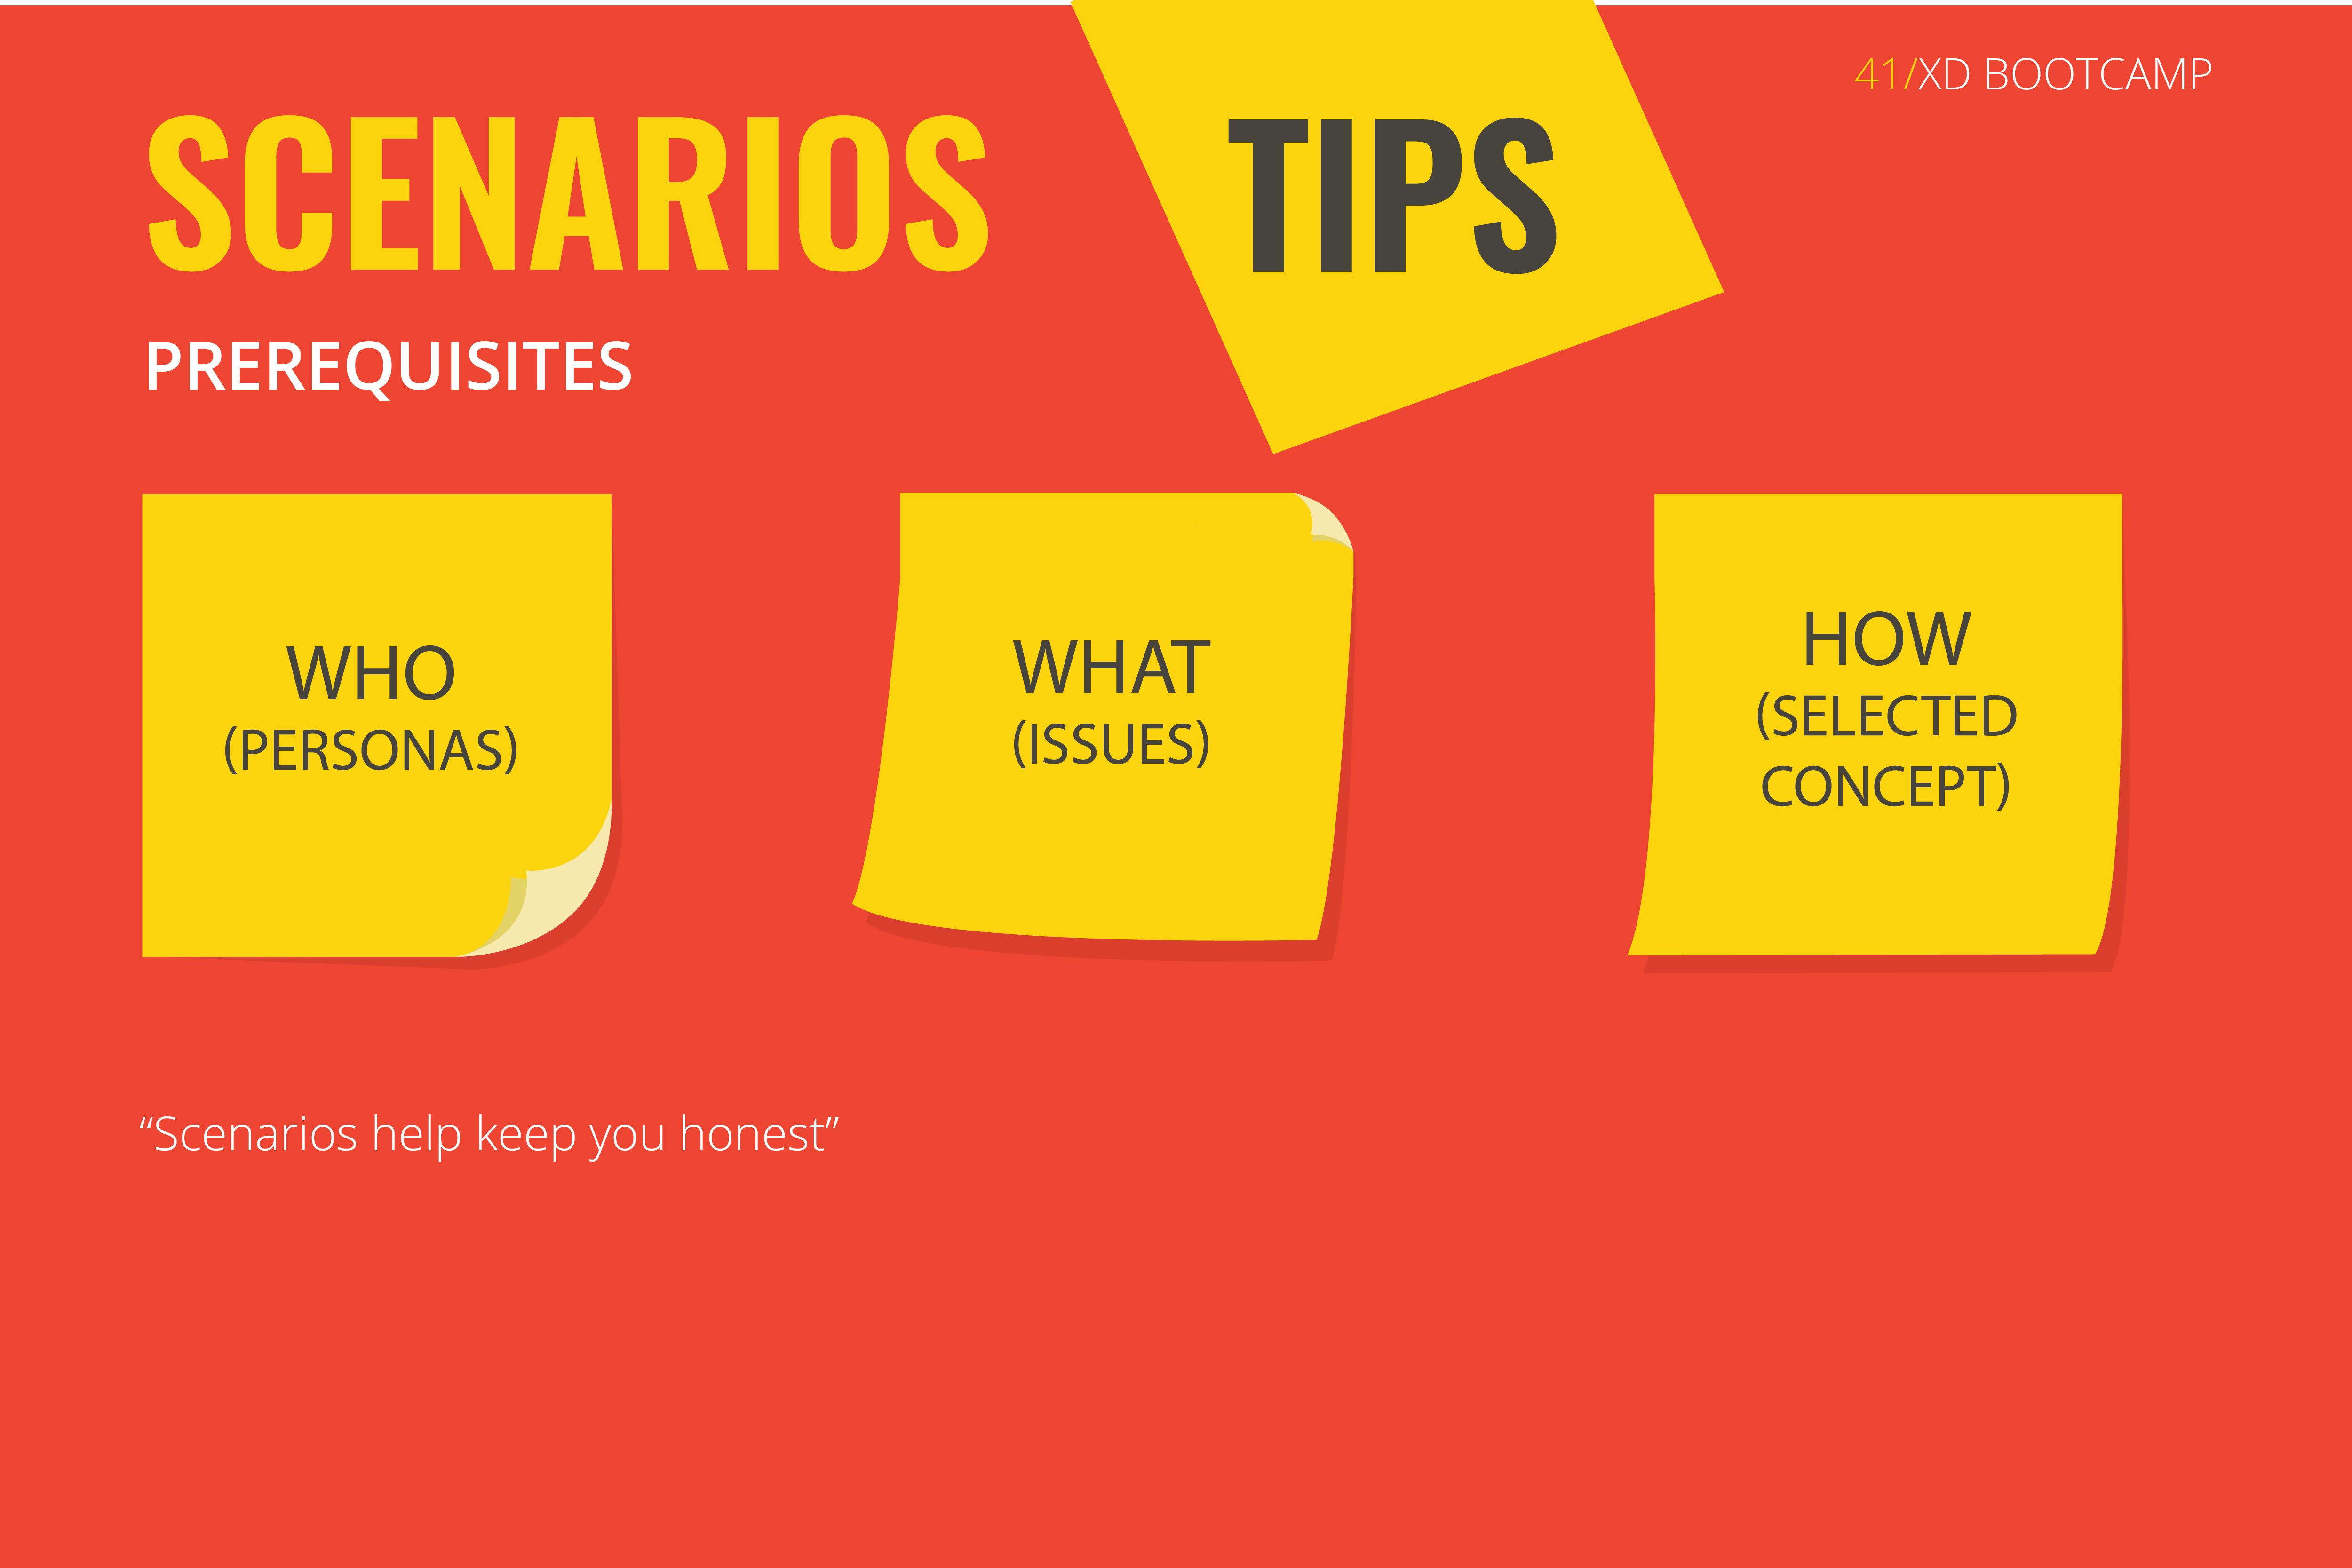 41/XD BOOTCAMP
SCENARIOS TIPS
PREREQUISITES
WHO
(PERSONAS)
WHAT
(ISSUES)
HOW
(SELECTED
CONCEPT)
“Scenarios help keep you honest”